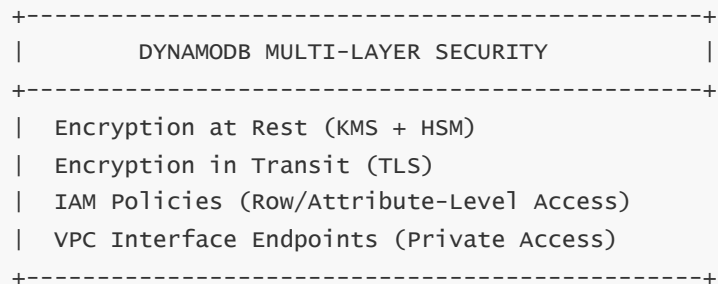 +------------------------------------------------+
|        DYNAMODB MULTI-LAYER SECURITY           |
+------------------------------------------------+
|  Encryption at Rest (KMS + HSM)
|  Encryption in Transit (TLS)
|  IAM Policies (Row/Attribute-Level Access)
|  VPC Interface Endpoints (Private Access)
+------------------------------------------------+